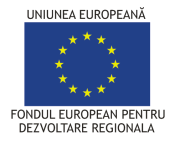 UNIUNEA EUROPEANĂ
FONDUL EUROPEAN PENTRU
DEZVOLTARE REGIONALA